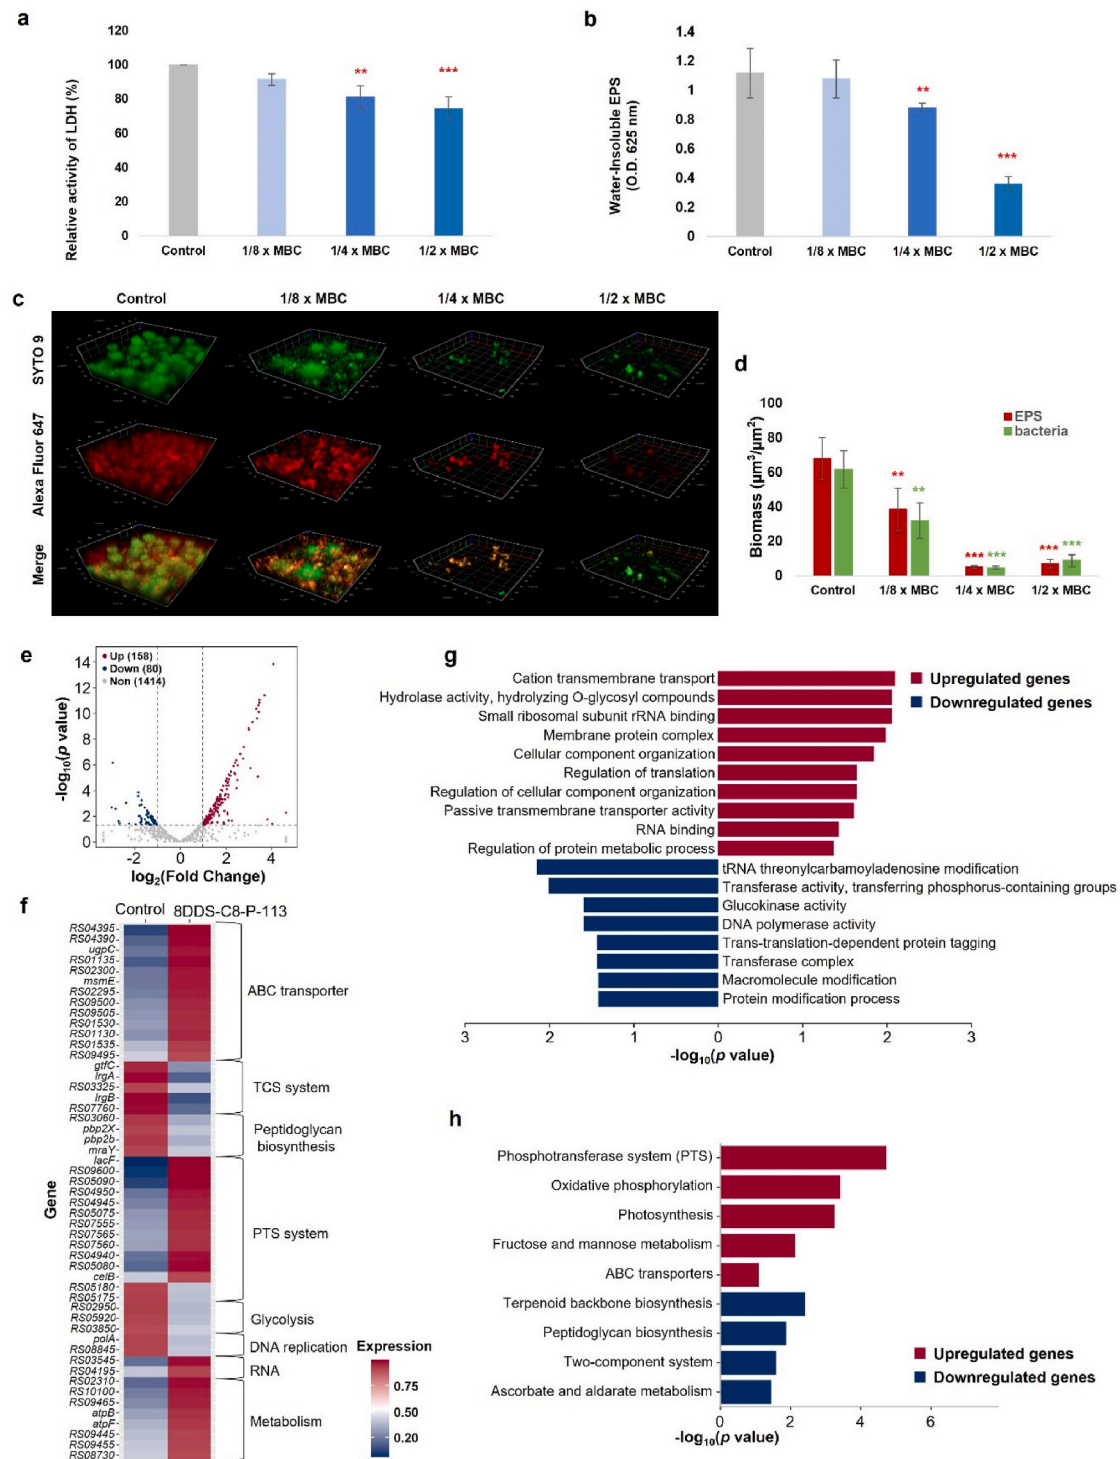 a
120
100
80
60
40
20
0
Relative activity of LDH (%)
**
***
Control
1/8 x MBC
1/4 x MBC
1/2 x MBC
b
1.4
1.2
1
0.8
0.6
0.4
0.2
0
Water-Insoluble EPS
(O.D. 625 nm)
**
***
Control
1/8 x MBC
1/4 x MBC
1/2 x MBC
c
Control
1/8 x MBC
1/4 x MBC
1/2 x MBC
SYTO 9
Alexa Fluor 647
Merge
d
100
80
60
40
20
0
Biomass (µm³/µm²)
EPS
bacteria
**
**
***
***
***
***
Control
1/8 x MBC
1/4 x MBC
1/2 x MBC
e
Up (158)
Down (80)
Non (1414)
14
12
10
8
6
4
2
0
-log10(p value)
-2
0
2
4
log2(Fold Change)
f
Control
8DDS-C8-P-113
Gene
RS04395
RS04390
ugpC
RS01135
RS02300
msmE
RS02295
RS09500
RS09505
RS01530
RS01130
RS01535
RS09495
gtfC
lrgA
RS03325
lrgB
RS07760
RS03060
pbp2X
pbp2b
mraY
lacF
RS09600
RS05090
RS04950
RS04945
RS05075
RS07555
RS07565
RS07560
RS04940
RS05080
celB
RS05180
RS05175
RS02950
RS05920
RS03850
polA
RS08845
RS03545
RS04195
RS02310
RS10100
RS09465
atpB
atpF
RS09445
RS09455
RS08730
ABC transporter
TCS system
Peptidoglycan
biosynthesis
PTS system
Glycolysis
DNA replication
RNA
Metabolism
Expression
0.75
0.50
0.20
g
Cation transmembrane transport
Hydrolase activity, hydrolyzing O-glycosyl compounds
Small ribosomal subunit rRNA binding
Membrane protein complex
Cellular component organization
Regulation of translation
Regulation of cellular component organization
Passive transmembrane transporter activity
RNA binding
Regulation of protein metabolic process
tRNA threonylcarbamoyladenosine modification
Transferase activity, transferring phosphorus-containing groups
Glucokinase activity
DNA polymerase activity
Trans-translation-dependent protein tagging
Transferase complex
Macromolecule modification
Protein modification process
Upregulated genes
Downregulated genes
3
2
1
0
1
2
3
-log10(p value)
h
Phosphotransferase system (PTS)
Oxidative phosphorylation
Photosynthesis
Fructose and mannose metabolism
ABC transporters
Terpenoid backbone biosynthesis
Peptidoglycan biosynthesis
Two-component system
Ascorbate and aldarate metabolism
Upregulated genes
Downregulated genes
0
2
4
6
-log10(p value)